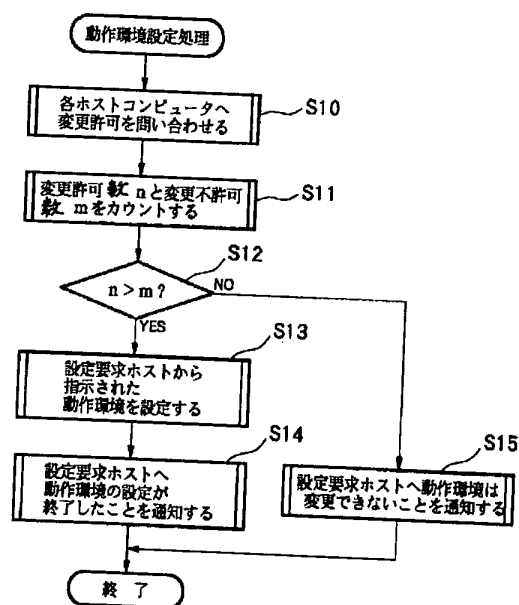 動作環境設定処理
各ホストコンピュータへ
変更許可を問い合わせる
S10
変更許可数 nと変更不許可
数 mをカウントする
S11
S12
n>m?
NO
YES
S13
設定要求ホストから
指示された
動作環境を設定する
S14
設定要求ホストへ
動作環境の設定が
終了したことを通知する
S15
設定要求ホストへ動作環境は
変更できないことを通知する
終 了